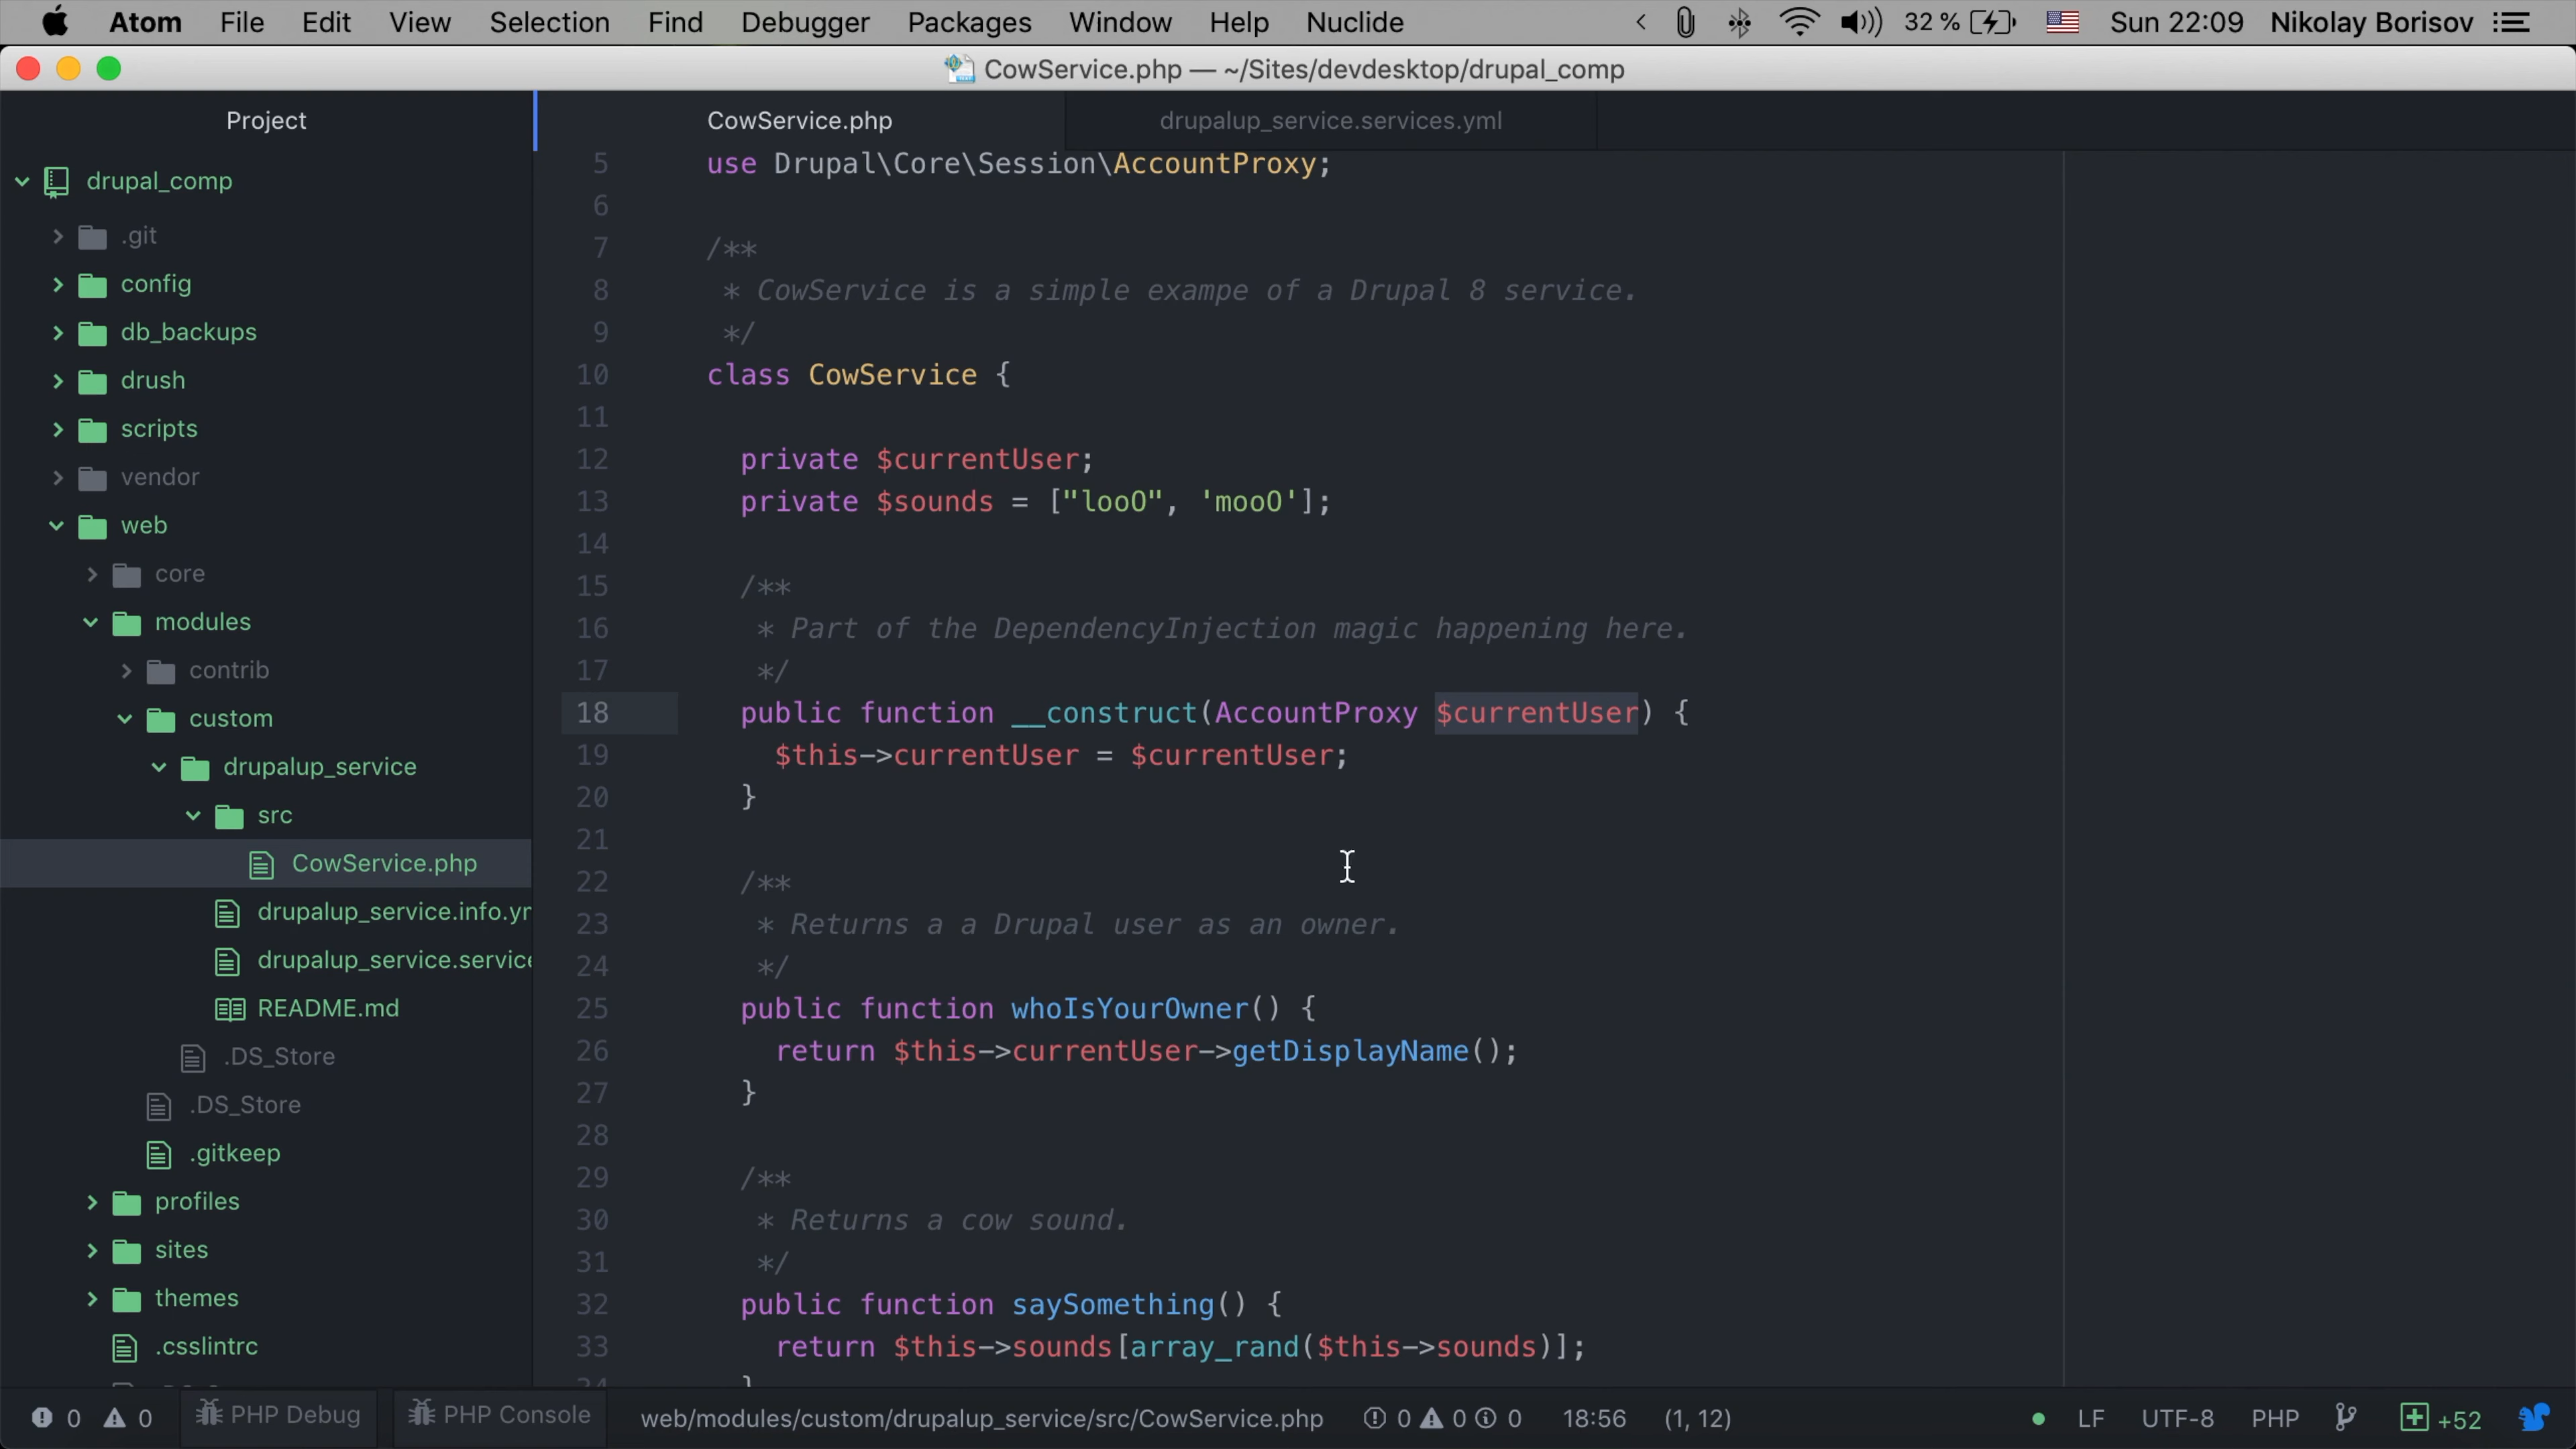 Atom File Edit View Selection Find Debugger Packages Window Help Nuclide 32 % Sun 22:09 Nikolay Borisov
CowService.php — ~/Sites/devdesktop/drupal_comp
Project
drupal_comp
.git
config
db_backups
drush
scripts
vendor
web
core
modules
contrib
custom
drupalup_service
src
CowService.php
drupalup_service.info.yr
drupalup_service.service
README.md
.DS_Store
.DS_Store
.gitkeep
profiles
sites
themes
.csslintrc
CowService.php drupalup_service.services.yml
5 use Drupal\Core\Session\AccountProxy;
6
7 /**
8 * CowService is a simple exampe of a Drupal 8 service.
9 */
10 class CowService {
11
12 private $currentUser;
13 private $sounds = ["looO", 'mooO'];
14
15 /**
16 * Part of the DependencyInjection magic happening here.
17 */
18 public function __construct(AccountProxy $currentUser) {
19 $this->currentUser = $currentUser;
20 }
21
22 /**
23 * Returns a a Drupal user as an owner.
24 */
25 public function whoIsYourOwner() {
26 return $this->currentUser->getDisplayName();
27 }
28
29 /**
30 * Returns a cow sound.
31 */
32 public function saySomething() {
33 return $this->sounds[array_rand($this->sounds)];
0 0 PHP Debug PHP Console web/modules/custom/drupalup_service/src/CowService.php 0 0 0 18:56 (1, 12) LF UTF-8 PHP +52